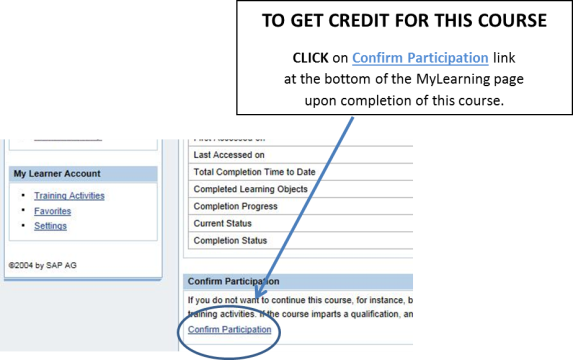 TO GET CREDIT FOR THIS COURSE
CLICK on Confirm Participation link
at the bottom of the MyLearning page
upon completion of this course.
My Learner Account
Training Activities
Favorites
Settings
©2004 by SAP AG
Last Accessed on
Total Completion Time to Date
Completed Learning Objects
Completion Progress
Current Status
Completion Status
Confirm Participation
If you do not want to continue this course, for instance, b
training activities. If the course imparts a qualification, an
Confirm Participation